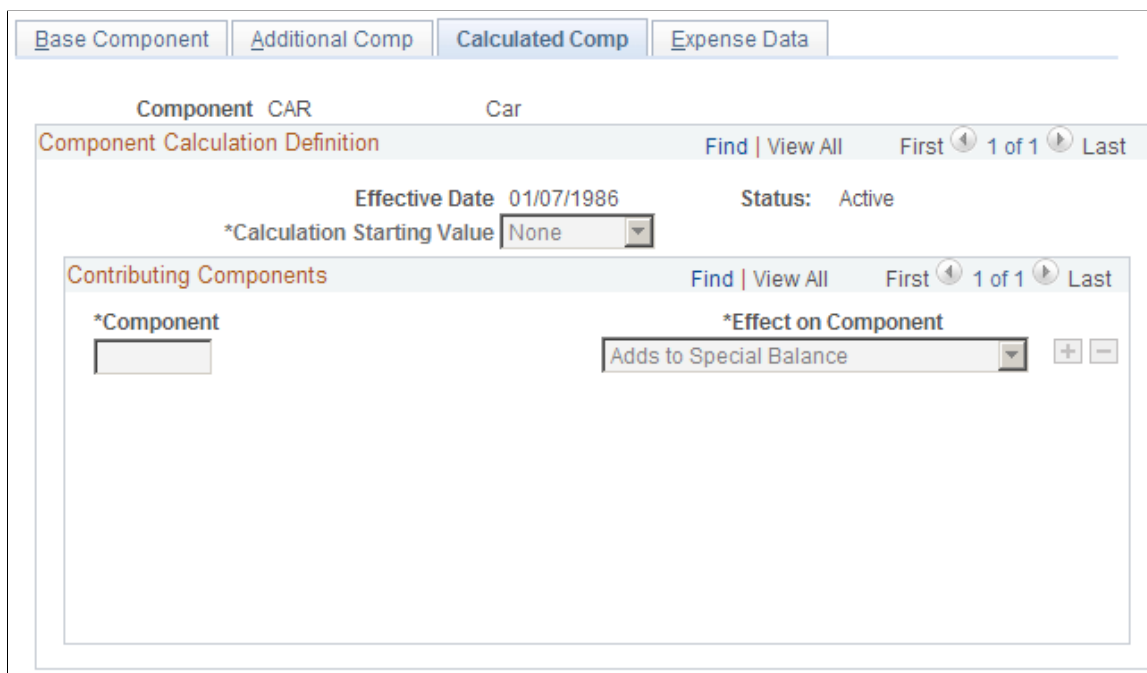 Base Component Additional Comp Calculated Comp Expense Data
Component CAR Car
Component Calculation Definition Find | View All First 1 of 1 Last
Effective Date 01/07/1986 Status: Active
*Calculation Starting Value None
Contributing Components Find | View All First 1 of 1 Last
*Component *Effect on Component
Adds to Special Balance